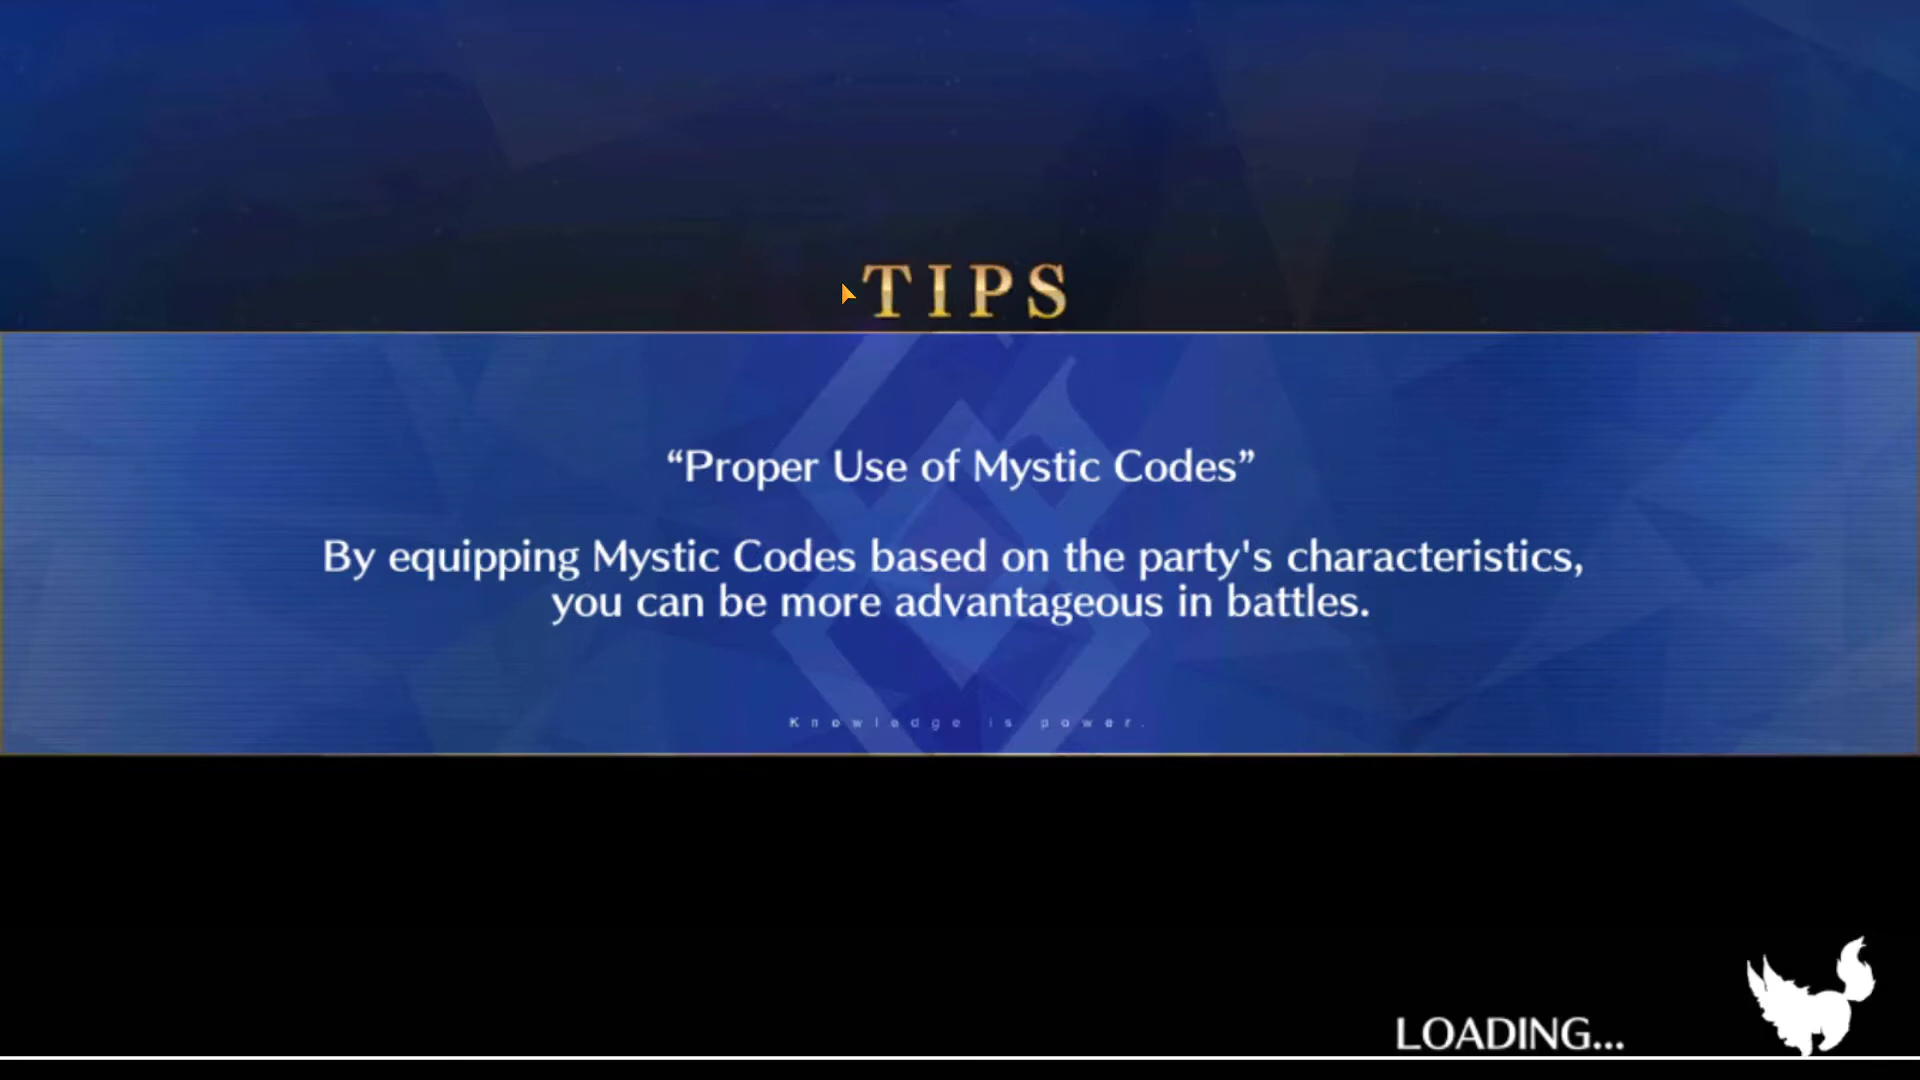 TIPS
“Proper Use of Mystic Codes”
By equipping Mystic Codes based on the party's characteristics,
you can be more advantageous in battles.
Knowledge is power.
LOADING...